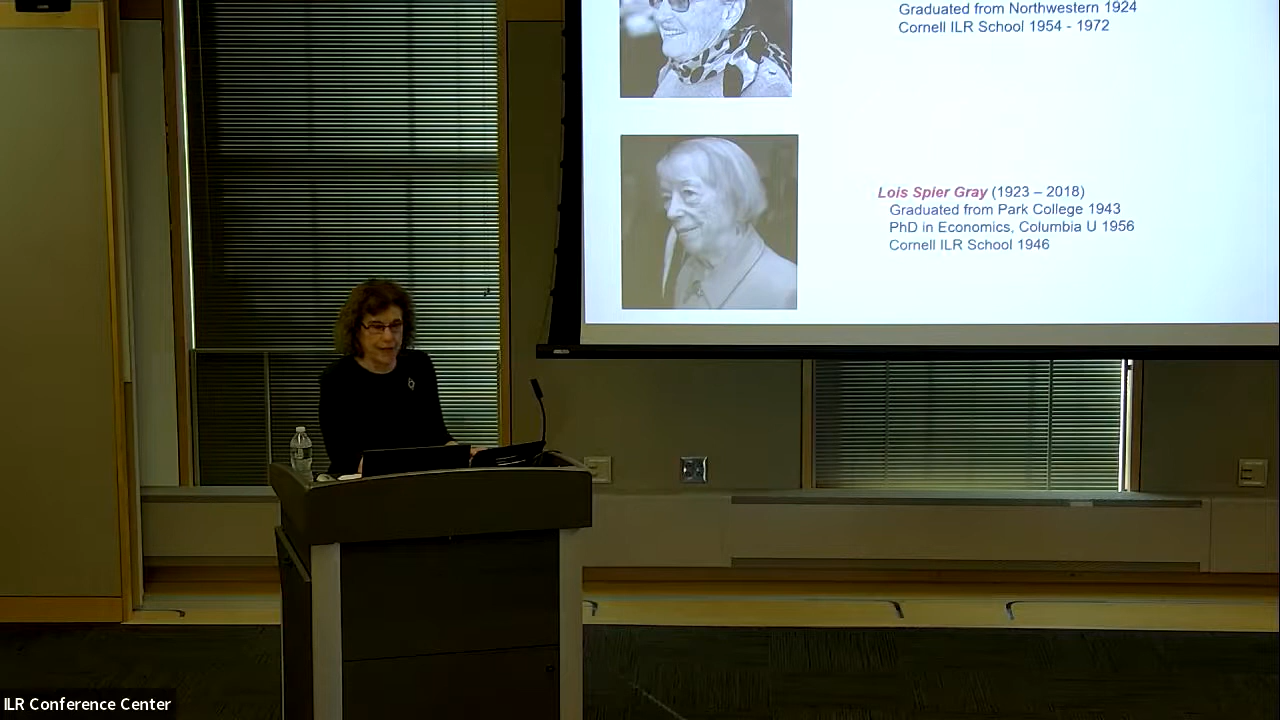 Graduated from Northwestern 1924
Cornell ILR School 1954 - 1972
Lois Spier Gray (1923 – 2018)
Graduated from Park College 1943
PhD in Economics, Columbia U 1956
Cornell ILR School 1946
ILR Conference Center